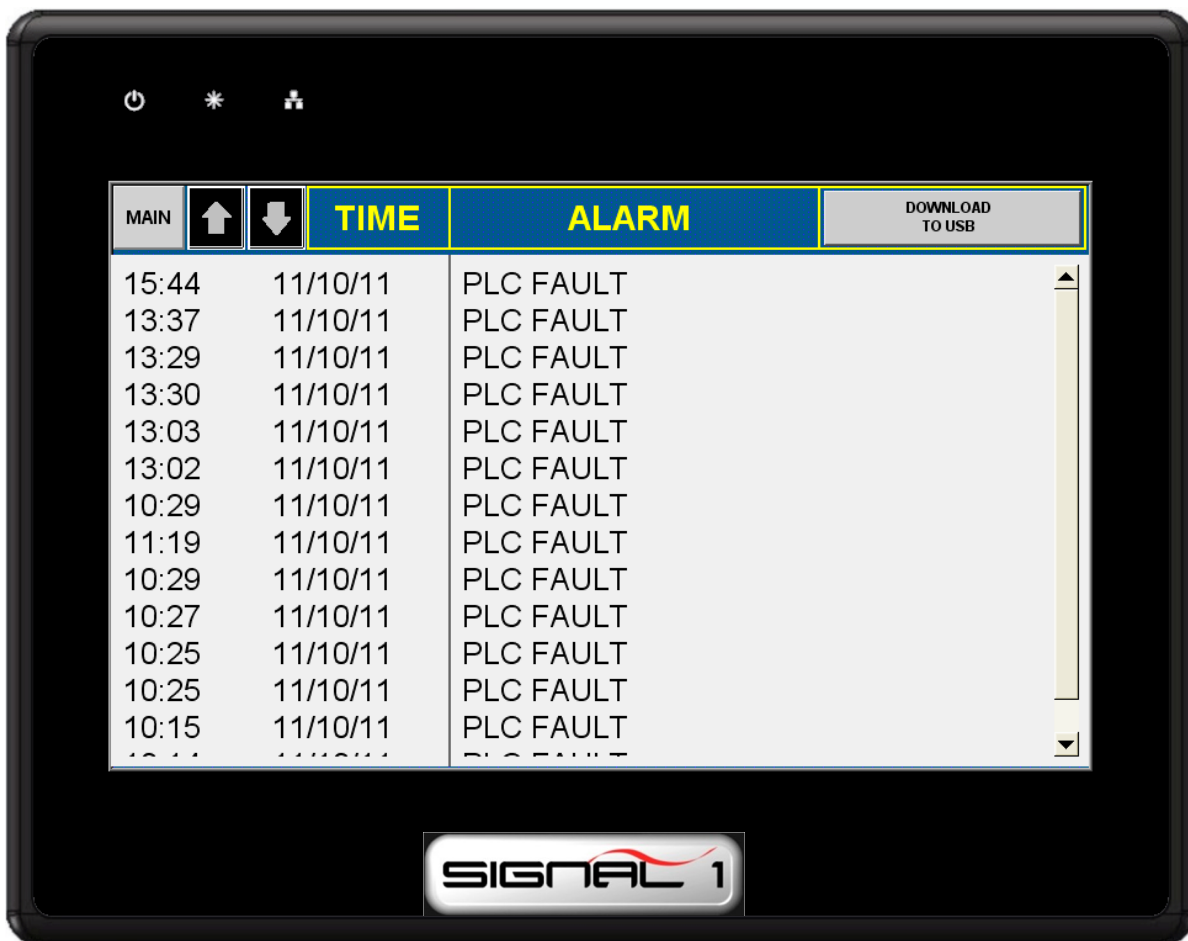 MAIN TIME ALARM DOWNLOAD
TO USB
15:44 11/10/11 PLC FAULT
13:37 11/10/11 PLC FAULT
13:29 11/10/11 PLC FAULT
13:30 11/10/11 PLC FAULT
13:03 11/10/11 PLC FAULT
13:02 11/10/11 PLC FAULT
10:29 11/10/11 PLC FAULT
11:19 11/10/11 PLC FAULT
10:29 11/10/11 PLC FAULT
10:27 11/10/11 PLC FAULT
10:25 11/10/11 PLC FAULT
10:25 11/10/11 PLC FAULT
10:15 11/10/11 PLC FAULT
SIGNAL 1